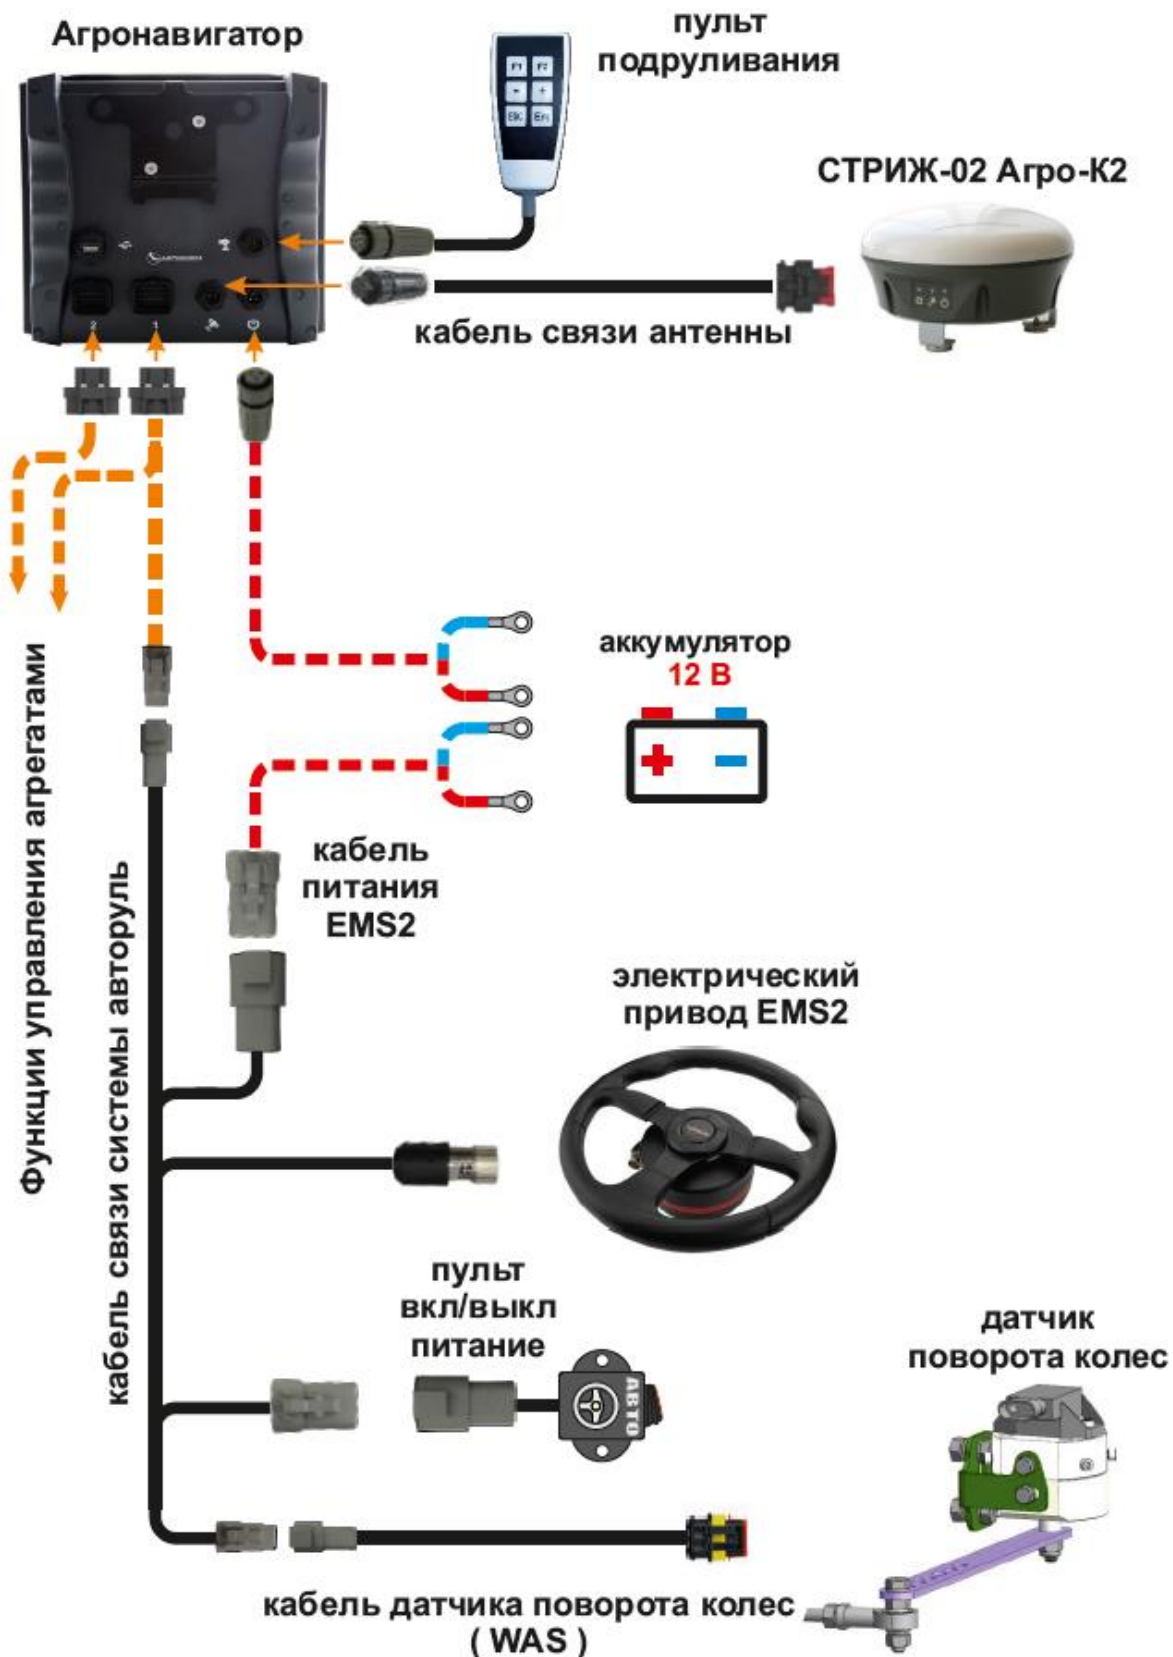 Агронавигатор
пульт
подруливания
F1 F2
- +
СТРИЖ-02 Агро-К2
кабель связи антенны
2 1
аккумулятор
12 В
+ -
Функции управления агрегатами
кабель связи системы авторуль
кабель
питания
EMS2
электрический
привод EMS2
пульт
вкл/выкл
питание
АВТО
датчик
поворота колес
кабель датчика поворота колес
( WAS )